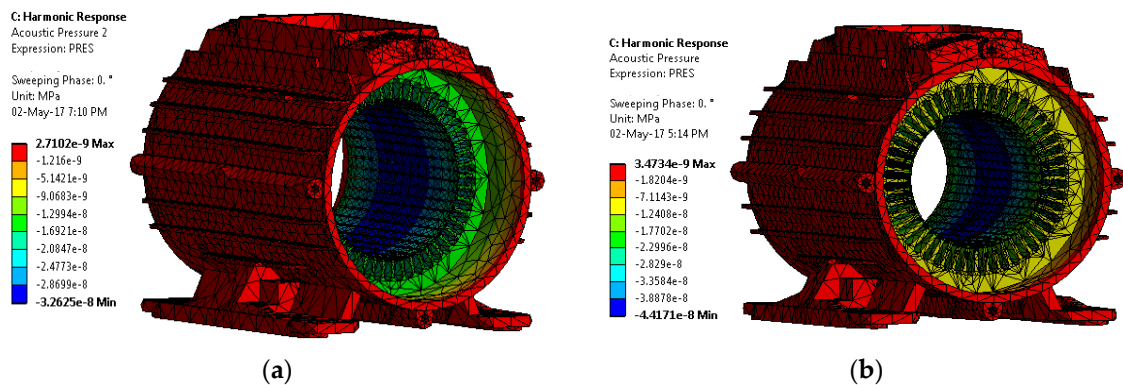 C: Harmonic Response
Acoustic Pressure 2
Expression: PRES
Sweeping Phase: 0. °
Unit: MPa
02-May-17 7:10 PM
2.7102e-9 Max
-1.216e-9
-5.1421e-9
-9.0683e-9
-1.2994e-8
-1.6921e-8
-2.0847e-8
-2.4773e-8
-2.8699e-8
-3.2625e-8 Min
(a)
C: Harmonic Response
Acoustic Pressure
Expression: PRES
Sweeping Phase: 0. °
Unit: MPa
02-May-17 5:14 PM
3.4734e-9 Max
-1.8204e-9
-7.1143e-9
-1.2408e-8
-1.7702e-8
-2.2996e-8
-2.829e-8
-3.3584e-8
-3.8878e-8
-4.4171e-8 Min
(b)